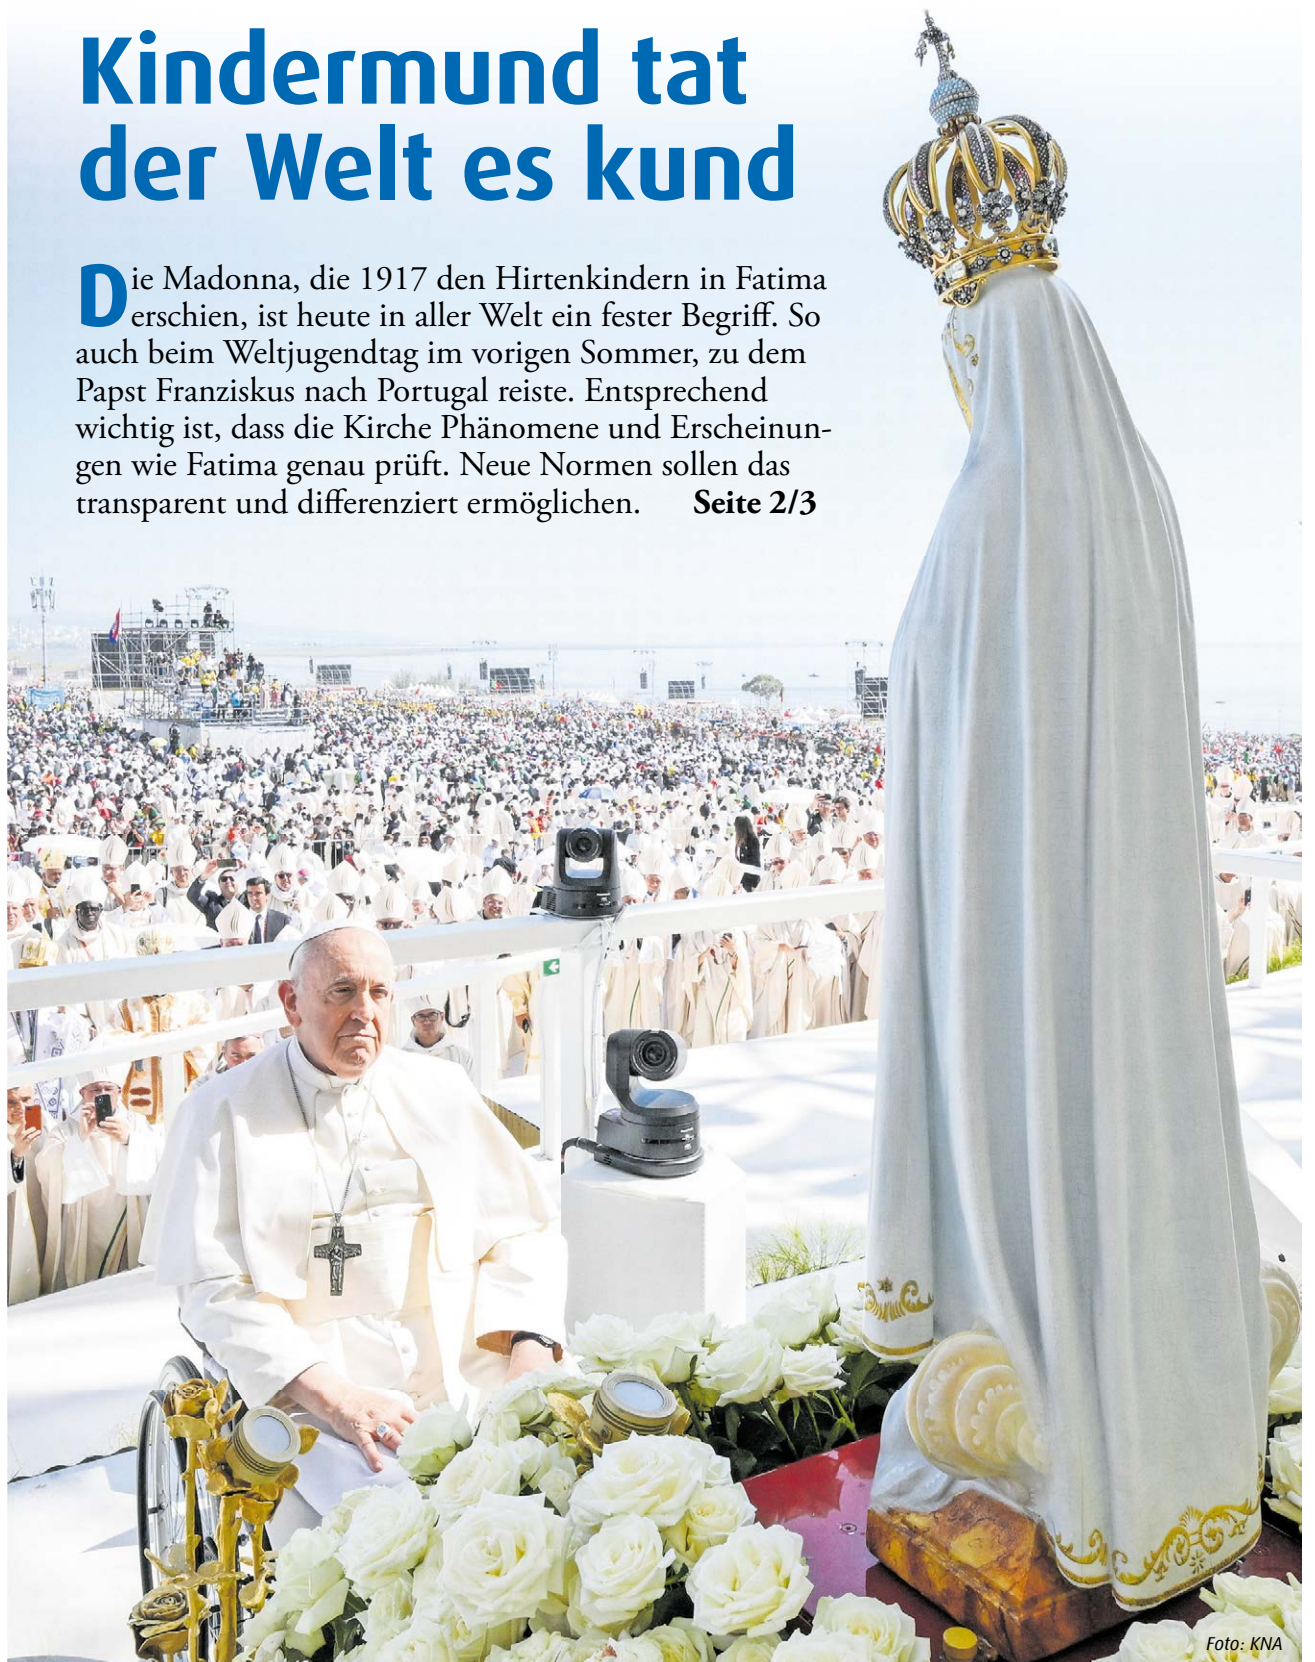 Kindermund tat
der Welt es kund
Die Madonna, die 1917 den Hirtenkindern in Fatima
erschien, ist heute in aller Welt ein fester Begriff. So
auch beim Weltjugendtag im vorigen Sommer, zu dem
Papst Franziskus nach Portugal reiste. Entsprechend
wichtig ist, dass die Kirche Phänomene und Erscheinun-
gen wie Fatima genau prüft. Neue Normen sollen das
transparent und differenziert ermöglichen. Seite 2/3
Foto: KNA